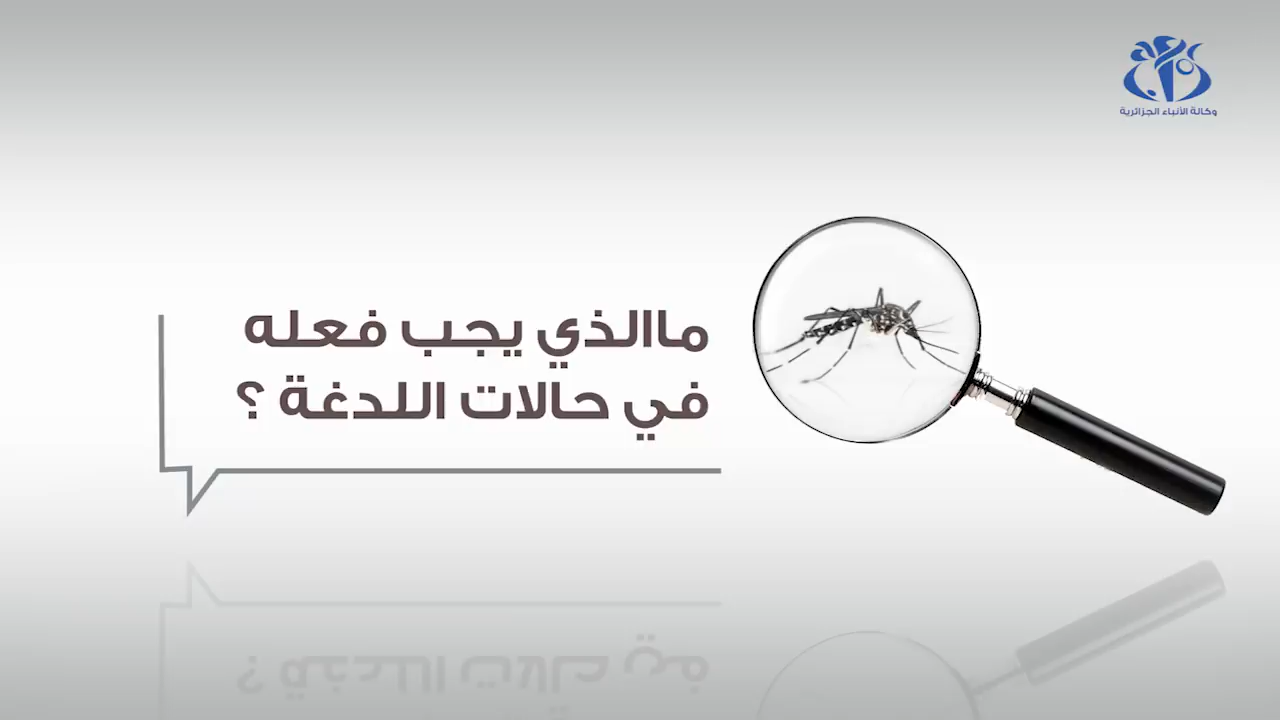 وكالة الأنباء الجزائرية
ماالذي يجب فعله
في حالات اللدغة ؟